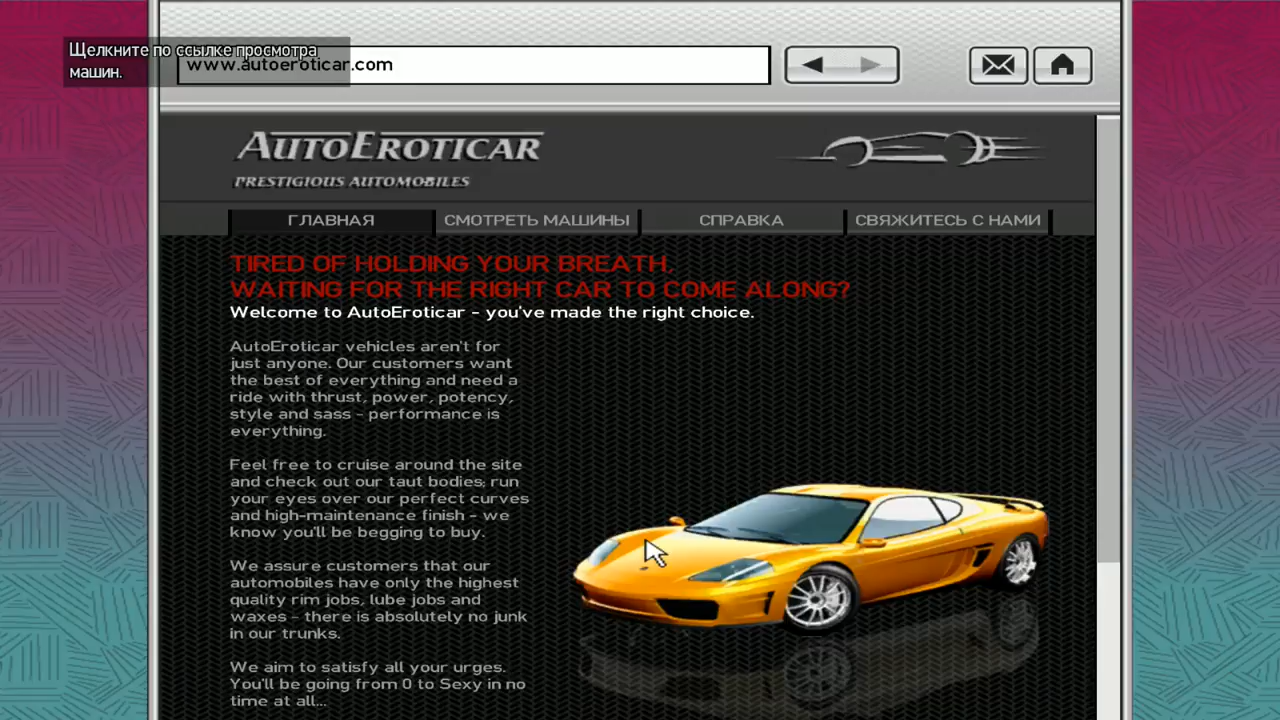 Щелкните по ссылке просмотра
машин.
www.autoeroticar.com
AUTOEROTICAR
PRESTIGIOUS AUTOMOBILES
ГЛАВНАЯ
СМОТРЕТЬ МАШИНЫ
СПРАВКА
СВЯЖИТЕСЬ С НАМИ
TIRED OF HOLDING YOUR BREATH,
WAITING FOR THE RIGHT CAR TO COME ALONG?
Welcome to AutoEroticar - you've made the right choice.
AutoEroticar vehicles aren't for
just anyone. Our customers want
the best of everything and need a
ride with thrust, power, potency,
style and sass - performance is
everything.
Feel free to cruise around the site
and check out our taut bodies; run
your eyes over our perfect curves
and high-maintenance finish - we
know you'll be begging to buy.
We assure customers that our
automobiles have only the highest
quality rim jobs, lube jobs and
waxes - there is absolutely no junk
in our trunks.
We aim to satisfy all your urges.
You'll be going from 0 to Sexy in no
time at all...